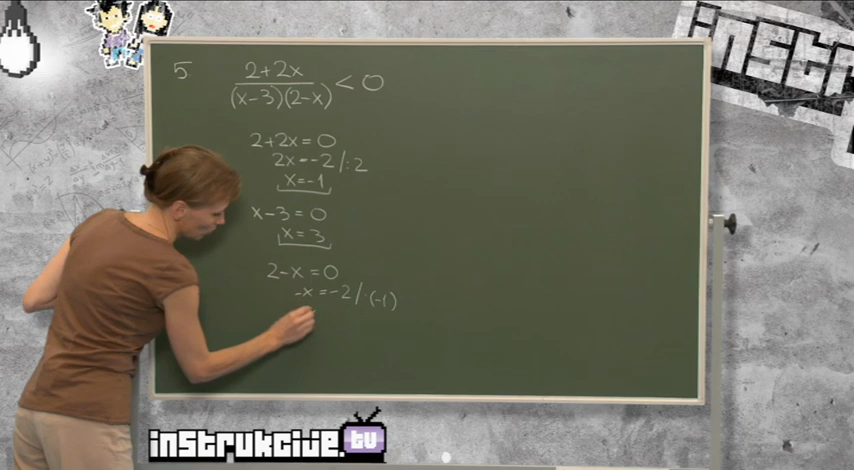 5.
2+2x
(x-3)(2-x)
< 0
2+2x=0
2x=-2/:2
x=-1
x-3=0
x=3
2-x=0
-x=-2/·(-1)
instrukcije.tv
insc